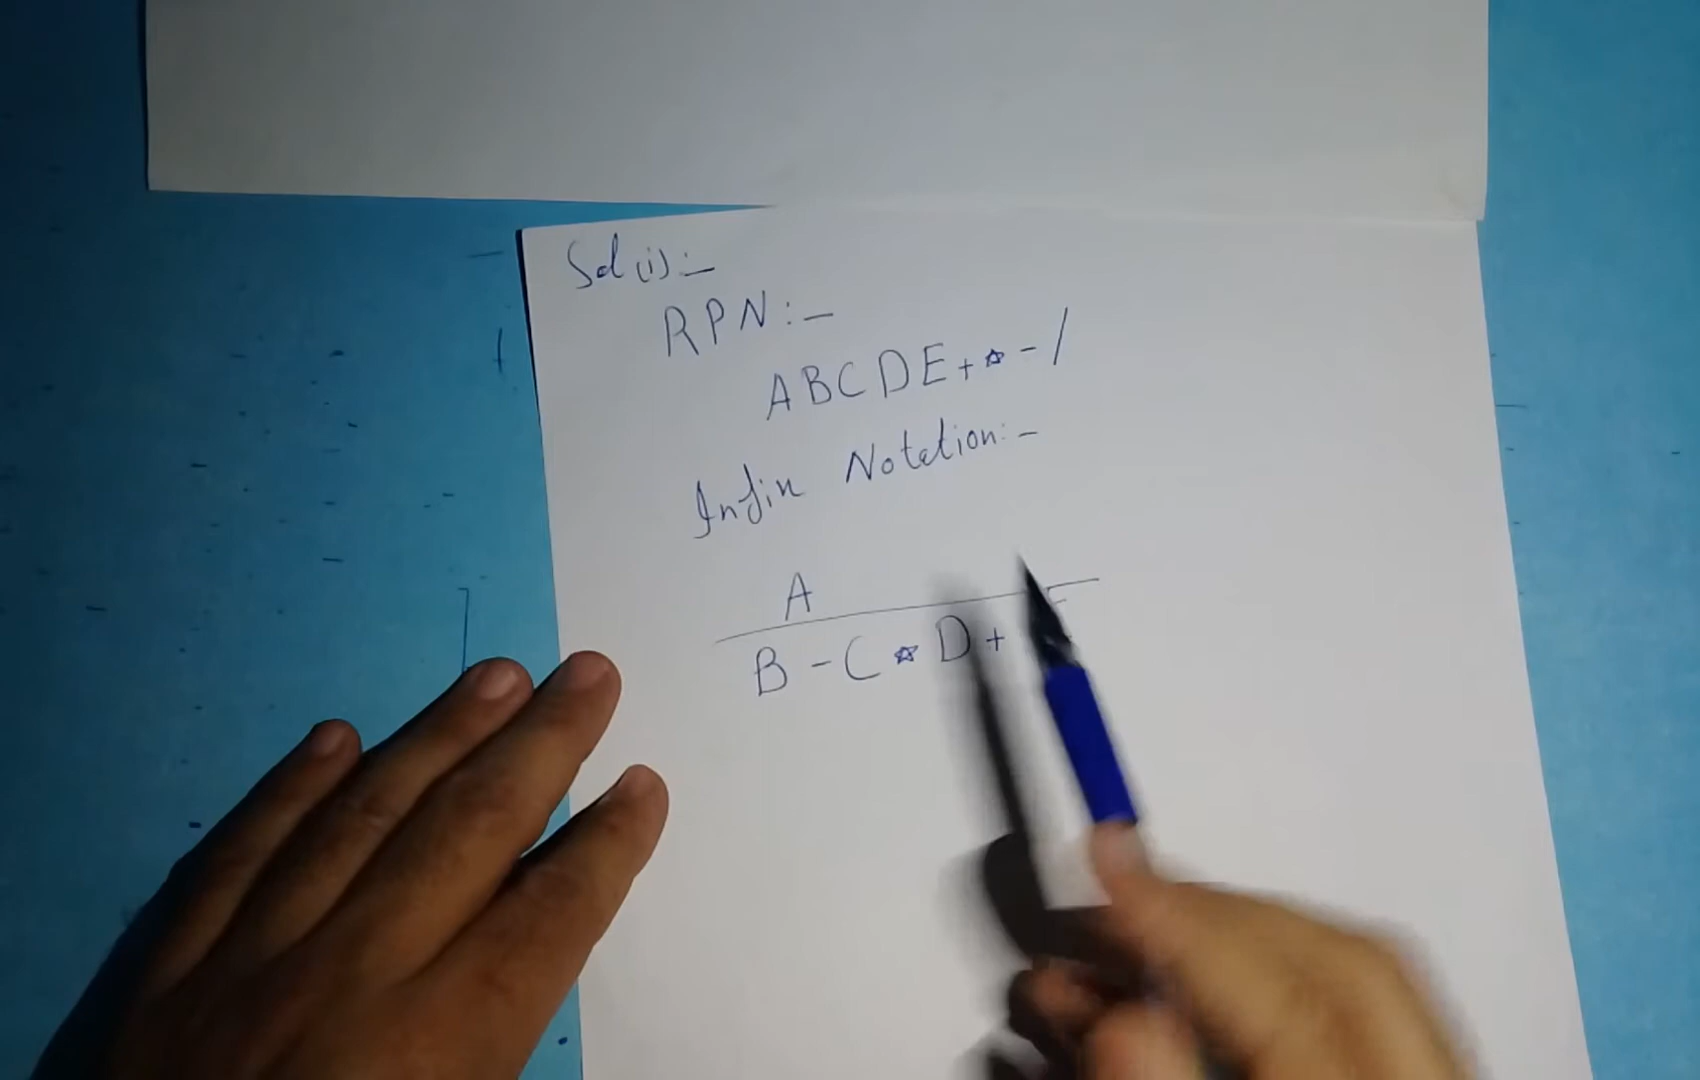 Sol (i) :-
RPN :-
ABCDE+*-/
Infix Notation :-
A
B - C * D +